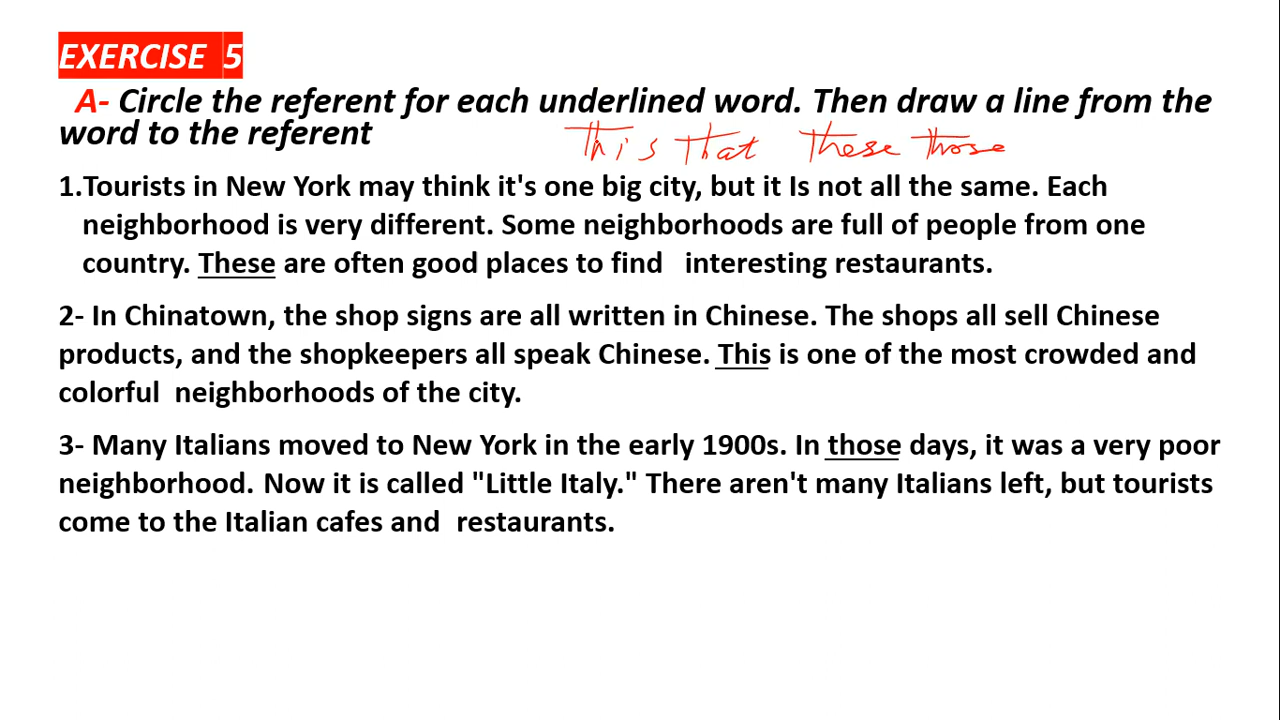 EXERCISE 5
A- Circle the referent for each underlined word. Then draw a line from the
word to the referent
This That These Those
1.Tourists in New York may think it's one big city, but it Is not all the same. Each
neighborhood is very different. Some neighborhoods are full of people from one
country. These are often good places to find interesting restaurants.
2- In Chinatown, the shop signs are all written in Chinese. The shops all sell Chinese
products, and the shopkeepers all speak Chinese. This is one of the most crowded and
colorful neighborhoods of the city.
3- Many Italians moved to New York in the early 1900s. In those days, it was a very poor
neighborhood. Now it is called "Little Italy." There aren't many Italians left, but tourists
come to the Italian cafes and restaurants.